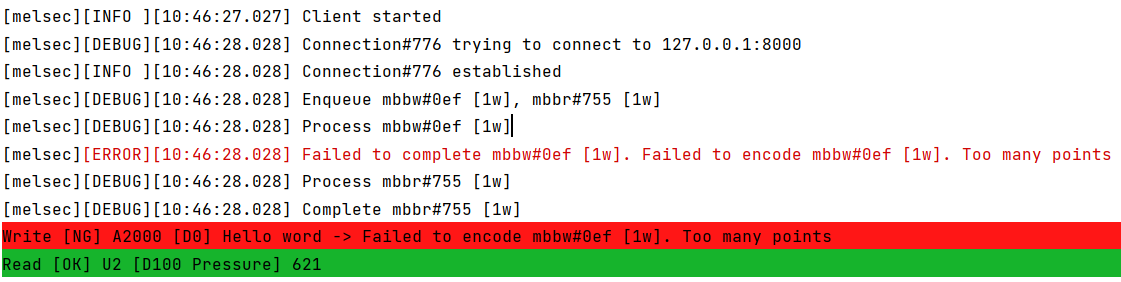 [melsec][INFO ][10:46:27.027] Client started
[melsec][DEBUG][10:46:28.028] Connection#776 trying to connect to 127.0.0.1:8000
[melsec][INFO ][10:46:28.028] Connection#776 established
[melsec][DEBUG][10:46:28.028] Enqueue mbbw#0ef [1w], mbbr#755 [1w]
[melsec][DEBUG][10:46:28.028] Process mbbw#0ef [1w]
[melsec][ERROR][10:46:28.028] Failed to complete mbbw#0ef [1w]. Failed to encode mbbw#0ef [1w]. Too many points
[melsec][DEBUG][10:46:28.028] Process mbbr#755 [1w]
[melsec][DEBUG][10:46:28.028] Complete mbbr#755 [1w]
Write [NG] A2000 [D0] Hello word -> Failed to encode mbbw#0ef [1w]. Too many points
Read [OK] U2 [D100 Pressure] 621